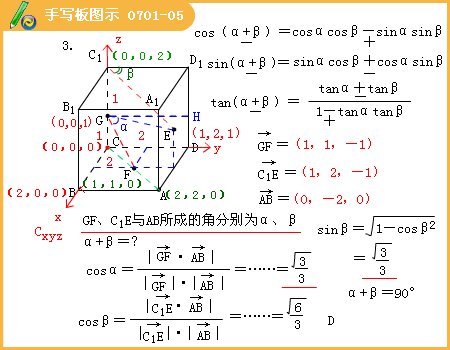 手写板图示 0701-05
cos(α±β)=cosαcosβ∓sinαsinβ
sin(α±β)=sinαcosβ±cosαsinβ
tan(α±β)=(tanα±tanβ)/(1∓tanαtanβ)
3.
z
C₁ (0,0,2)
β
D₁
B₁
A₁
1
G
H
(0,0,1)
α
E
(1,2,1)
1
2
(0,0,0)
C
D
y
2
F
(1,1,0)
(2,0,0)
B
A(2,2,0)
x
Cxyz
GF=(1,1,-1)
C₁E=(1,2,-1)
AB=(0,-2,0)
GF、C₁E与AB所成的角分别为α、β
α+β=?
cosα=|GF·AB|/|GF|·|AB|=……=√3/3
cosβ=|C₁E·AB|/|C₁E|·|AB|=……=√6/3
sinβ=√1-cosβ²
=√3/3
α+β=90°
D